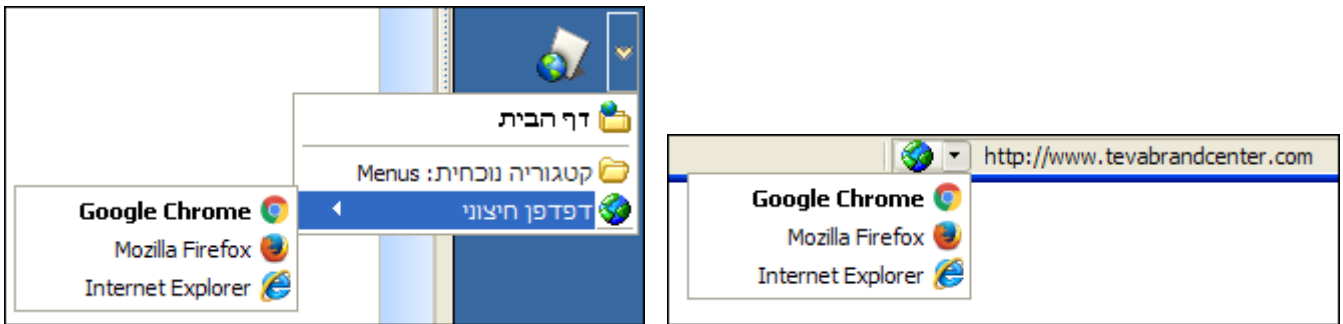 דף הבית
קטגוריה נוכחית: Menus
דפדפן חיצוני
Google Chrome
Mozilla Firefox
Internet Explorer
http://www.tevabrandcenter.com
Google Chrome
Mozilla Firefox
Internet Explorer